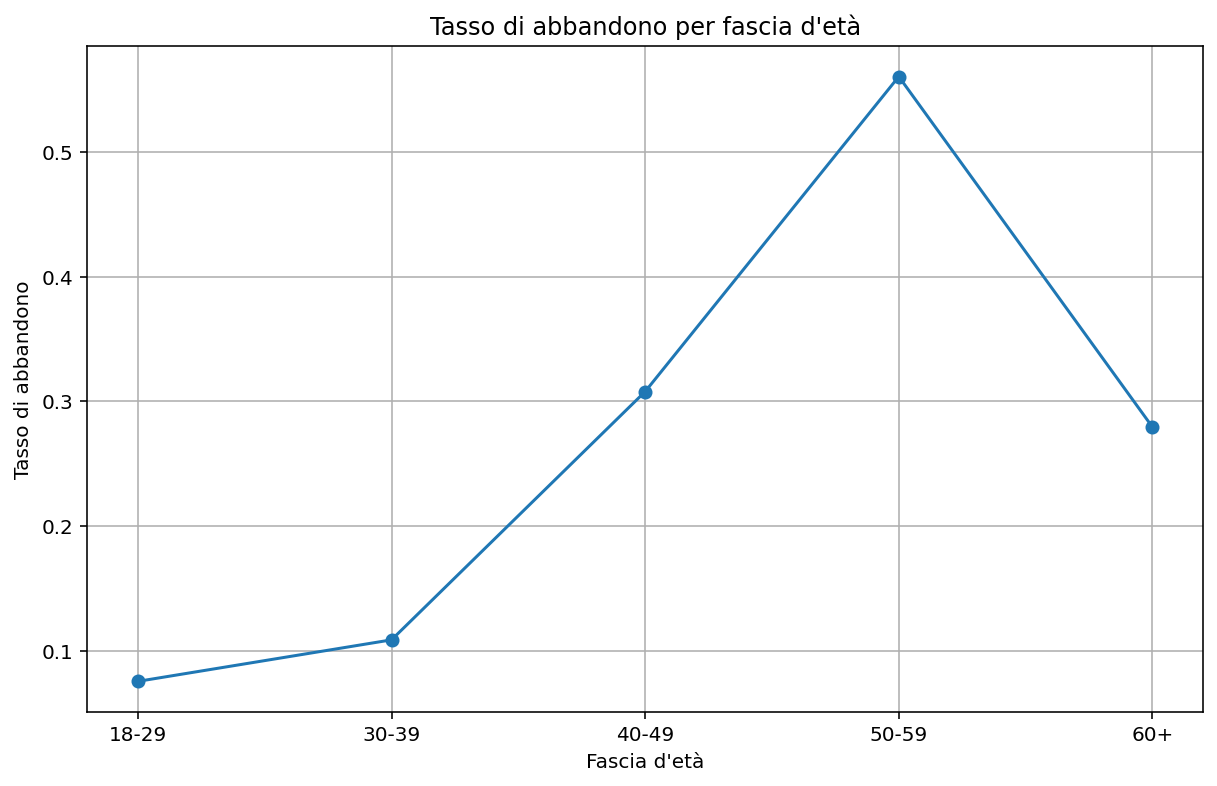 Tasso di abbandono per fascia d'età
Tasso di abbandono
0.5
0.4
0.3
0.2
0.1
18-29 30-39 40-49 50-59 60+
Fascia d'età